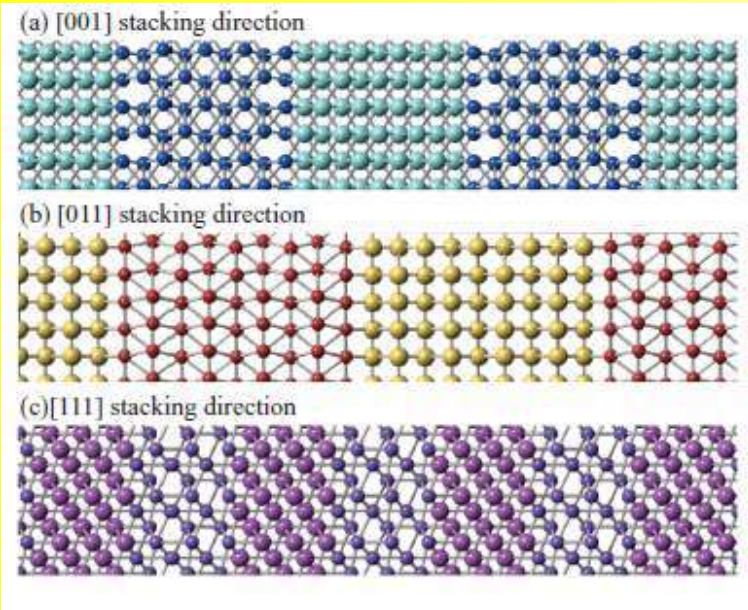 (a) [001] stacking direction
(b) [011] stacking direction
(c)[111] stacking direction